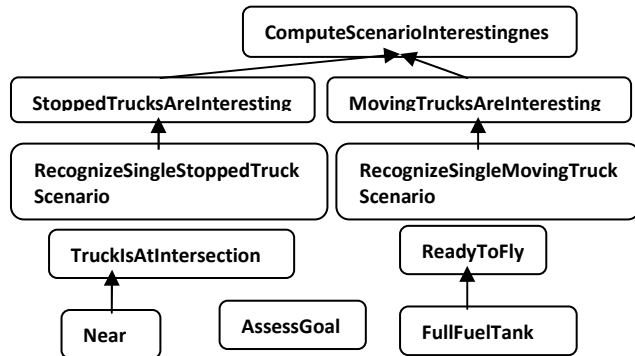 ComputeScenarioInterestingnes
StoppedTrucksAreInteresting
MovingTrucksAreInteresting
RecognizeSingleStoppedTruck
Scenario
RecognizeSingleMovingTruck
Scenario
TruckIsAtIntersection
ReadyToFly
Near
AssessGoal
FullFuelTank